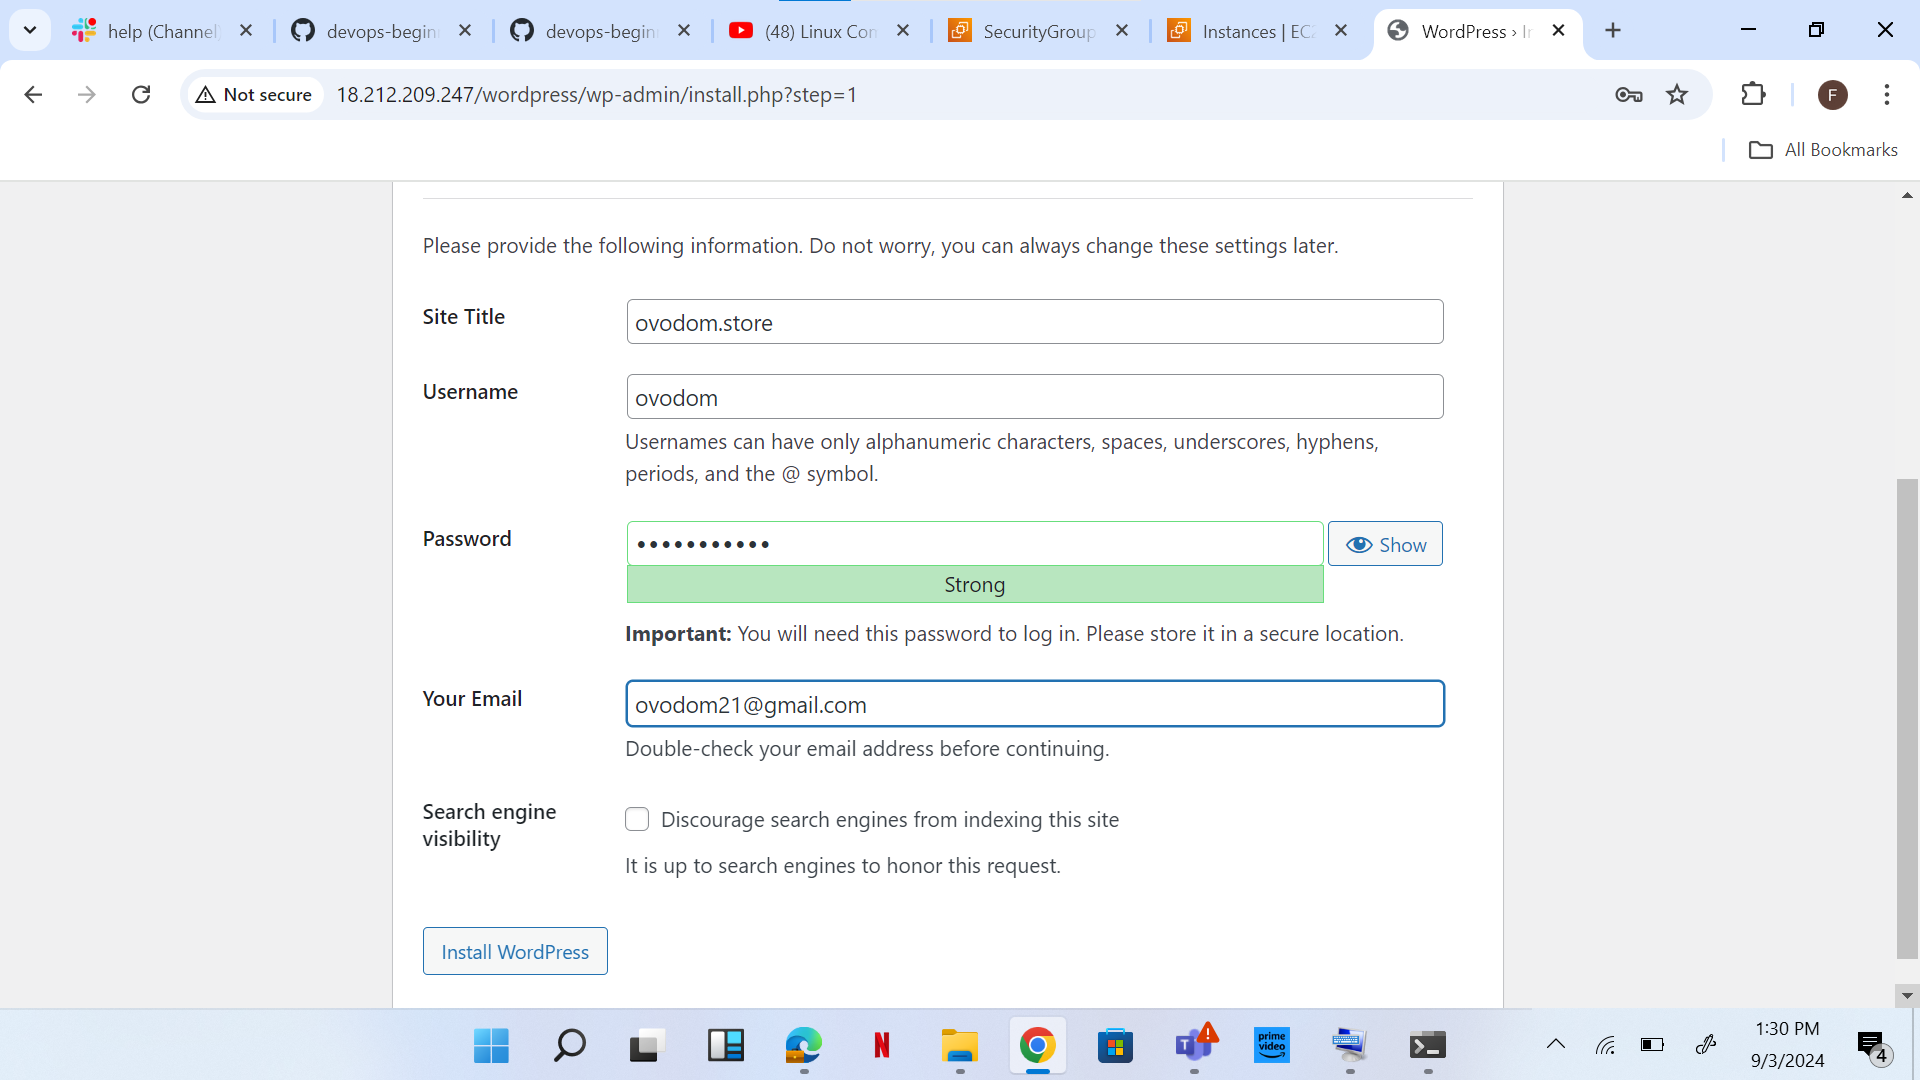 help (Channel
devops-begin
devops-begin
(48) Linux Con
SecurityGroup
Instances | EC2
WordPress › In
Not secure
18.212.209.247/wordpress/wp-admin/install.php?step=1
F
All Bookmarks
Please provide the following information. Do not worry, you can always change these settings later.
Site Title
ovodom.store
Username
ovodom
Usernames can have only alphanumeric characters, spaces, underscores, hyphens,
periods, and the @ symbol.
Password
•••••••••••
Show
Strong
Important: You will need this password to log in. Please store it in a secure location.
Your Email
ovodom21@gmail.com
Double-check your email address before continuing.
Search engine
visibility
Discourage search engines from indexing this site
It is up to search engines to honor this request.
Install WordPress
N
T
prime
video
1:30 PM
9/3/2024
4